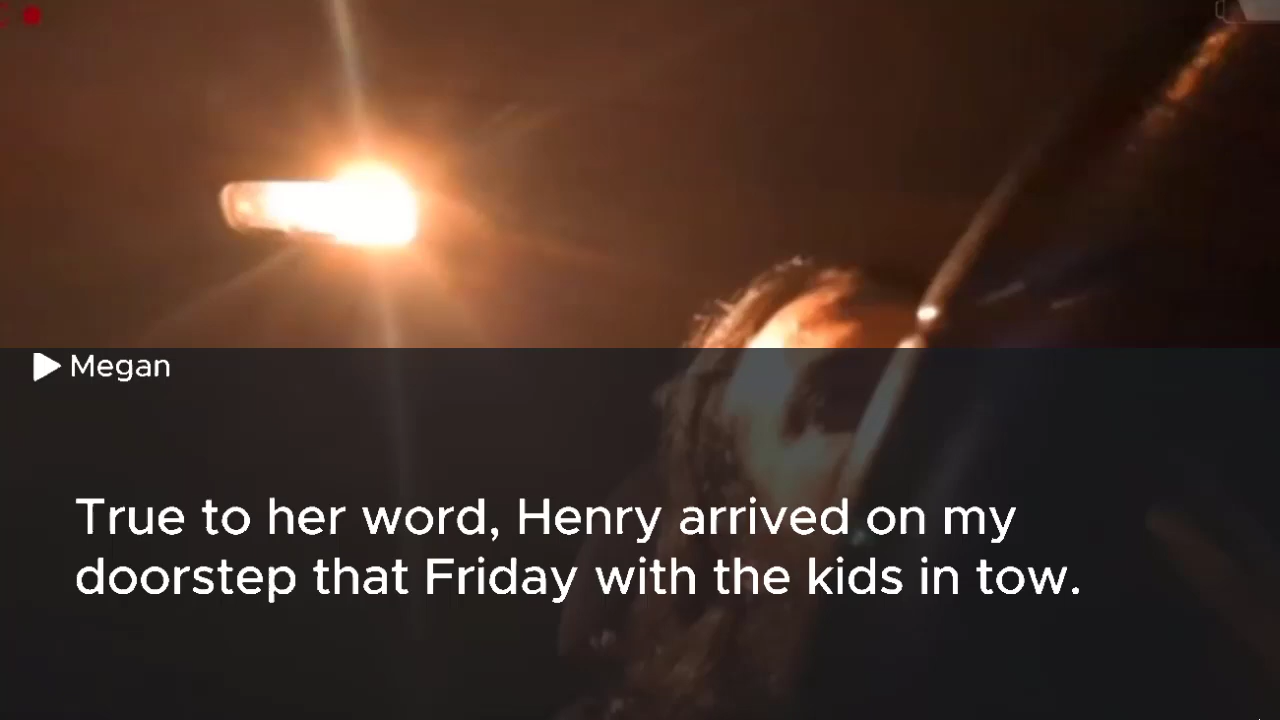 Megan
True to her word, Henry arrived on my
doorstep that Friday with the kids in tow.